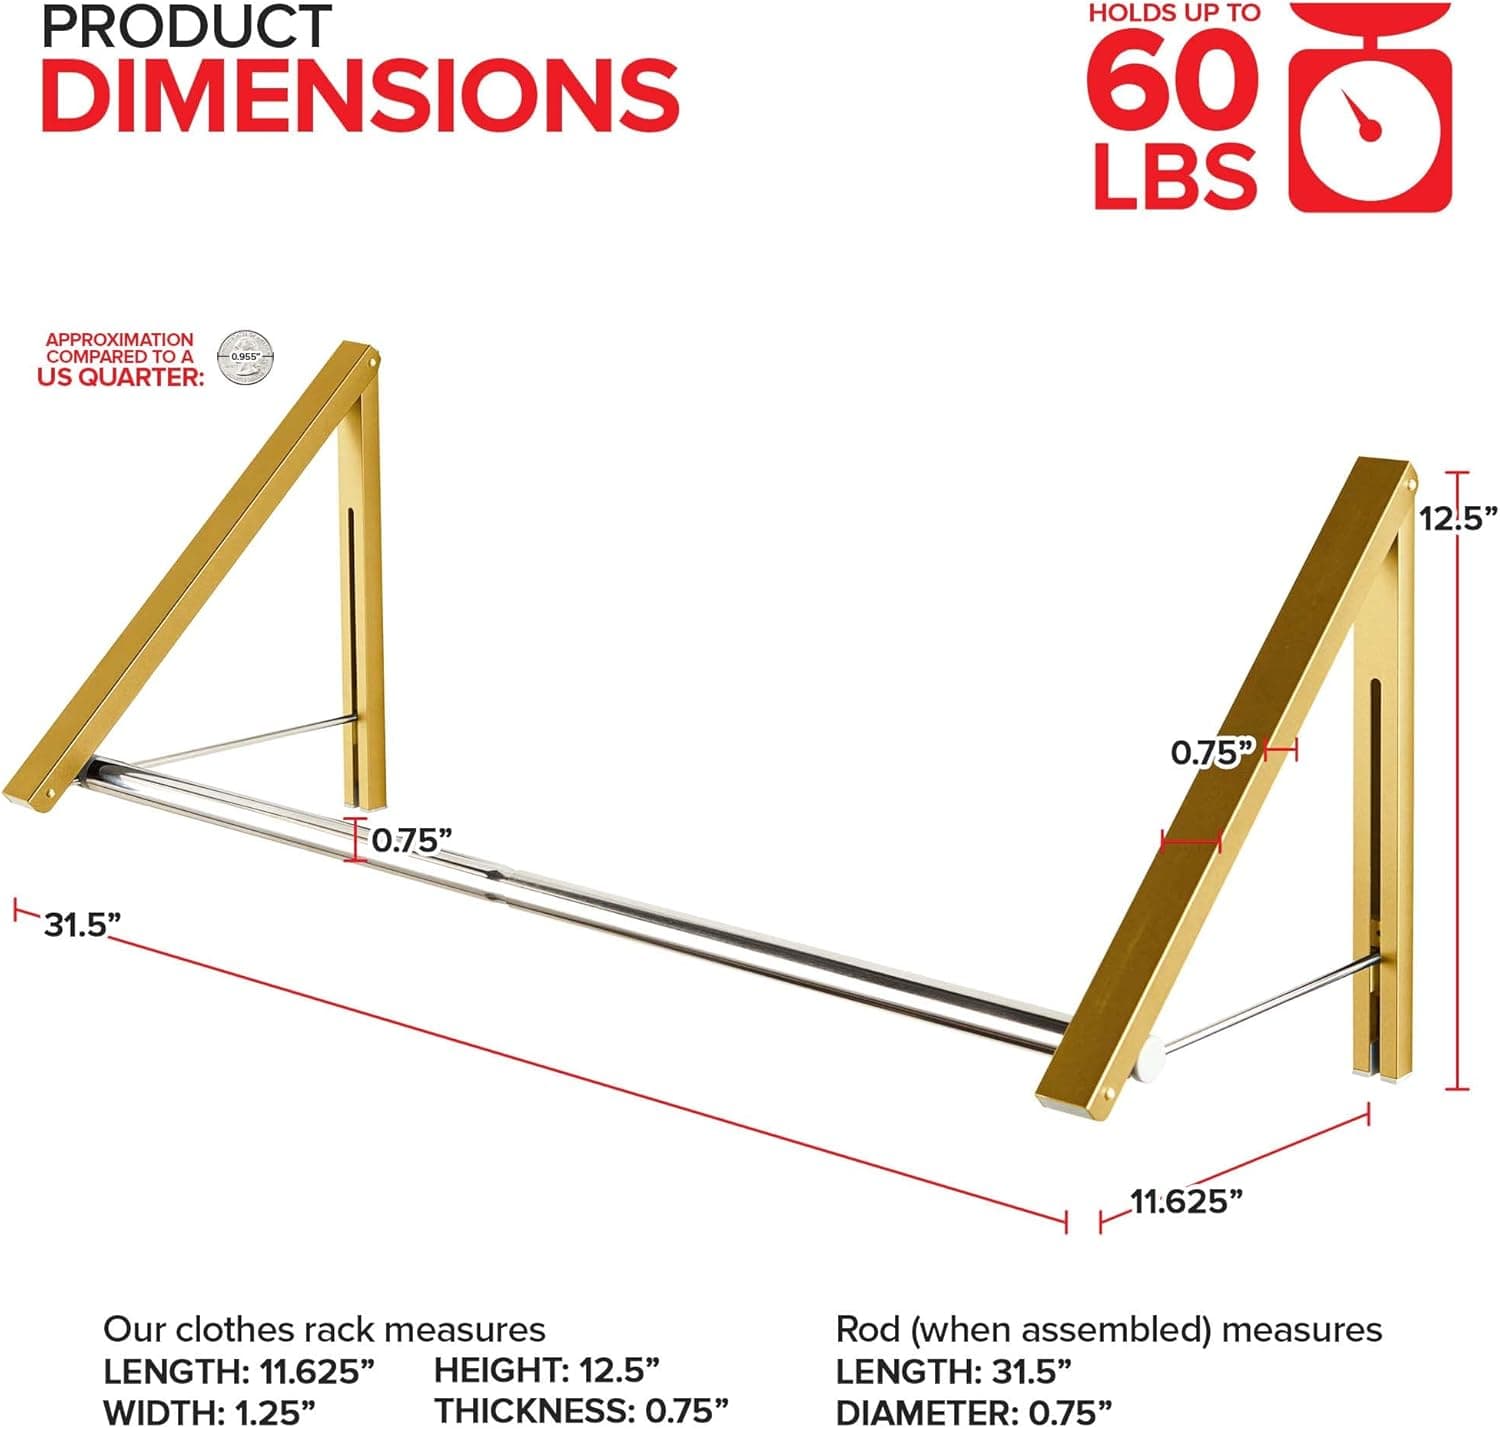 PRODUCT
DIMENSIONS
HOLDS UP TO
60
LBS
APPROXIMATION
COMPARED TO A
US QUARTER:
0.955"
12.5”
0.75”
0.75”
31.5”
11.625”
Our clothes rack measures
LENGTH: 11.625”
HEIGHT: 12.5”
WIDTH: 1.25”
THICKNESS: 0.75”
Rod (when assembled) measures
LENGTH: 31.5”
DIAMETER: 0.75”